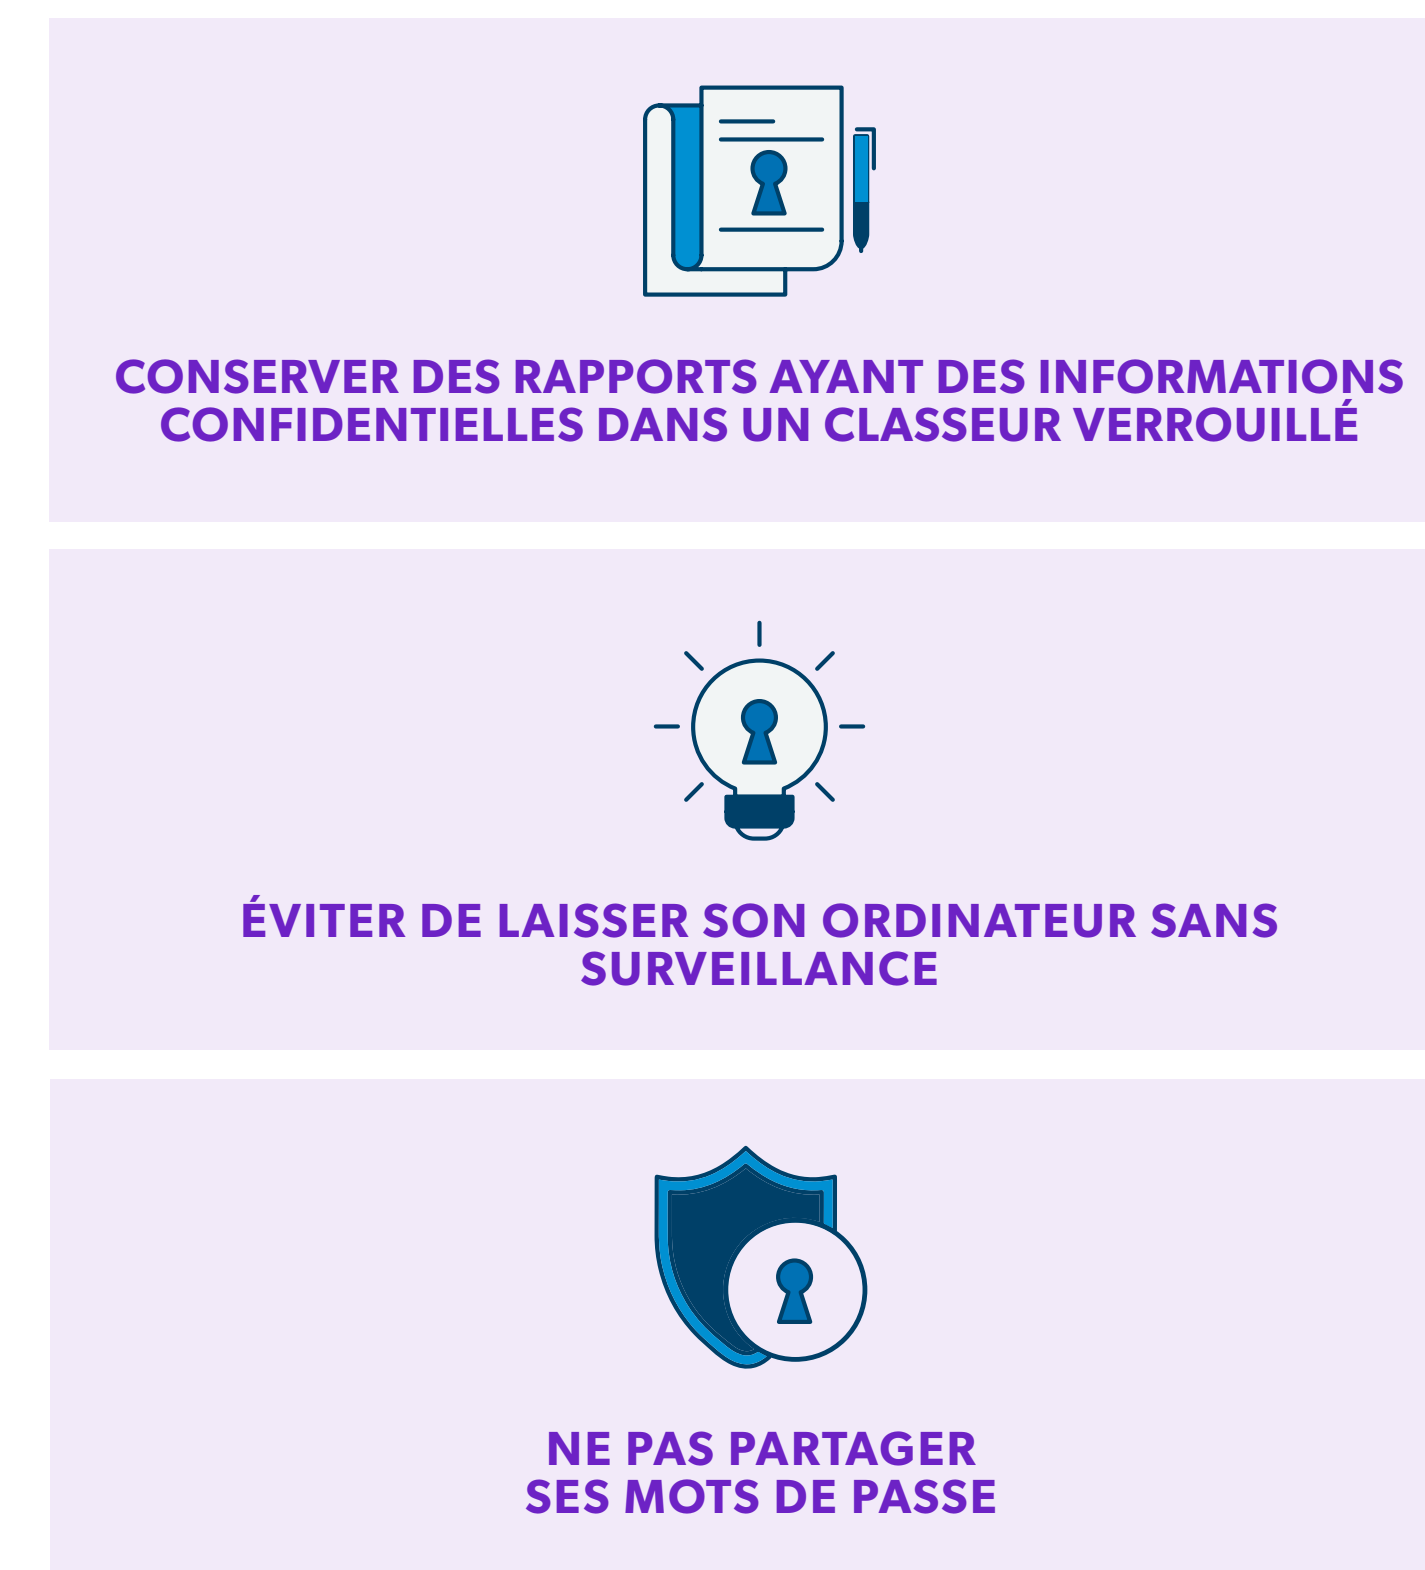 CONSERVER DES RAPPORTS AYANT DES INFORMATIONS
CONFIDENTIELLES DANS UN CLASSEUR VERROUILLÉ
ÉVITER DE LAISSER SON ORDINATEUR SANS
SURVEILLANCE
NE PAS PARTAGER
SES MOTS DE PASSE